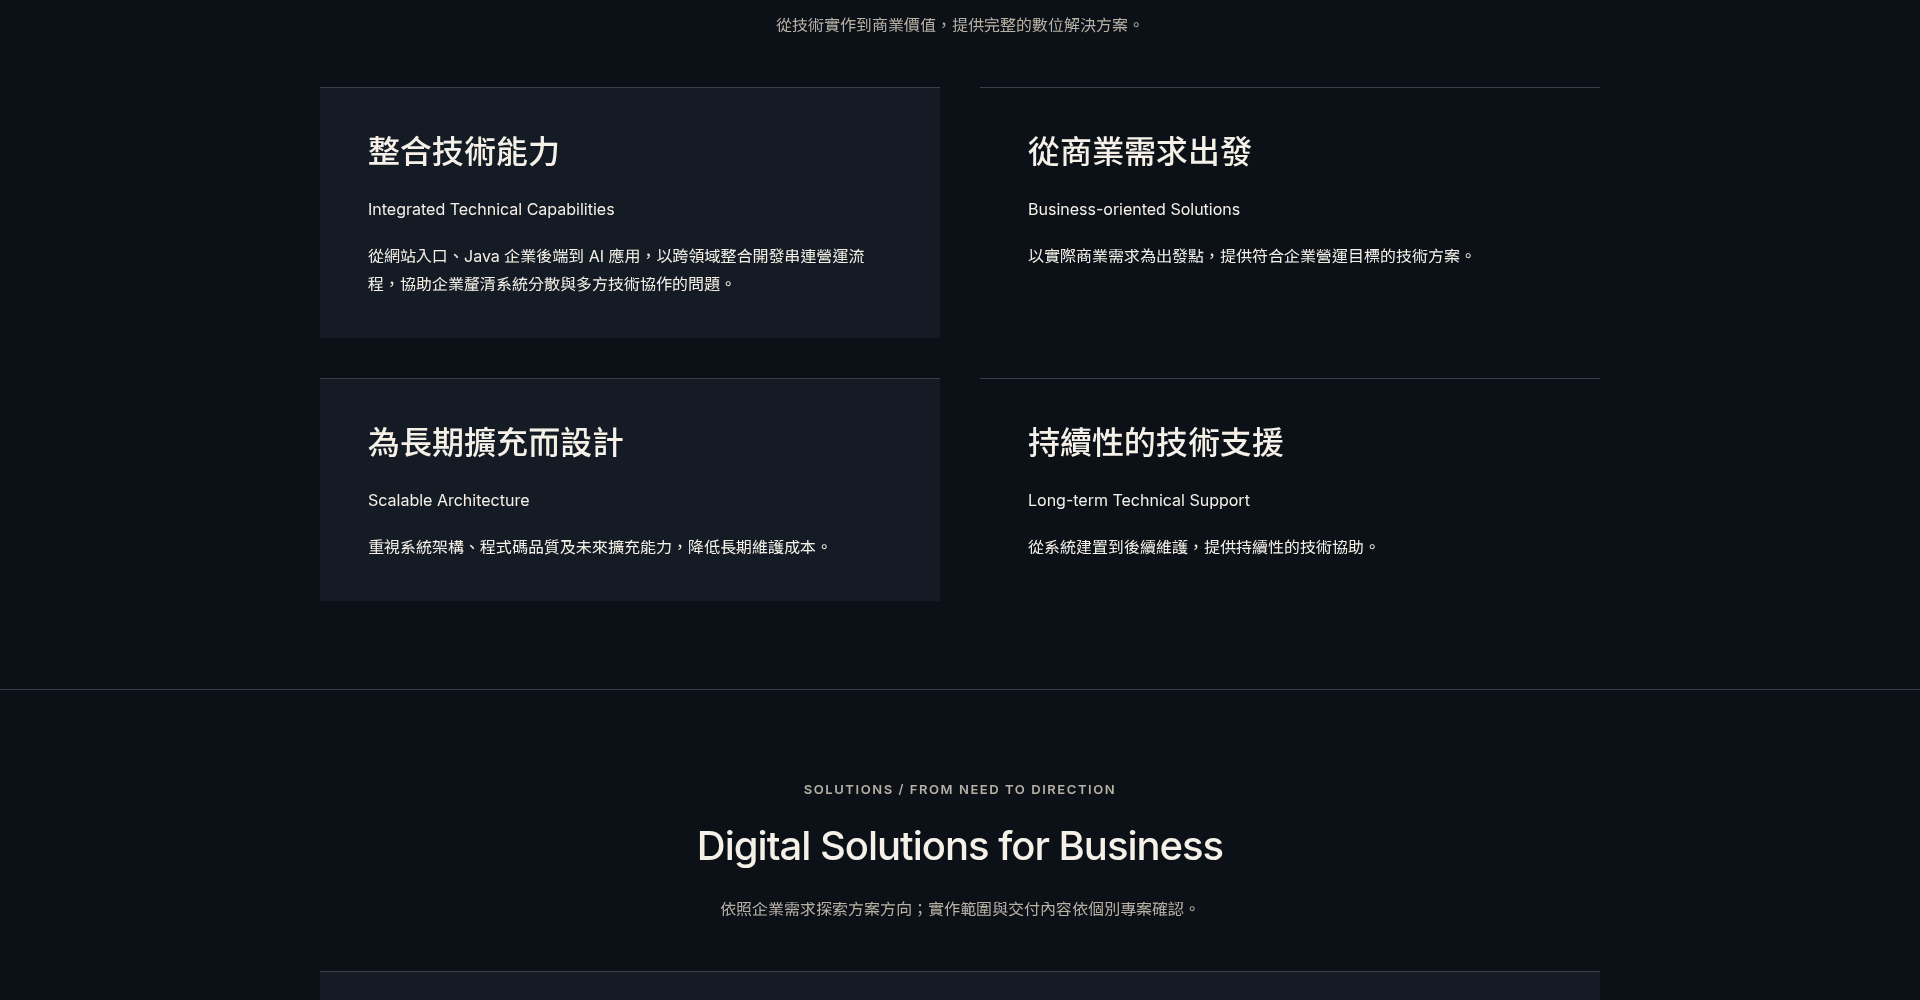 從技術實作到商業價值，提供完整的數位解決方案。
整合技術能力
Integrated Technical Capabilities
從網站入口、Java 企業後端到 AI 應用，以跨領域整合開發串連營運流
程，協助企業釐清系統分散與多方技術協作的問題。
從商業需求出發
Business-oriented Solutions
以實際商業需求為出發點，提供符合企業營運目標的技術方案。
為長期擴充而設計
Scalable Architecture
重視系統架構、程式碼品質及未來擴充能力，降低長期維護成本。
持續性的技術支援
Long-term Technical Support
從系統建置到後續維護，提供持續性的技術協助。
SOLUTIONS / FROM NEED TO DIRECTION
Digital Solutions for Business
依照企業需求探索方案方向；實作範圍與交付內容依個別專案確認。